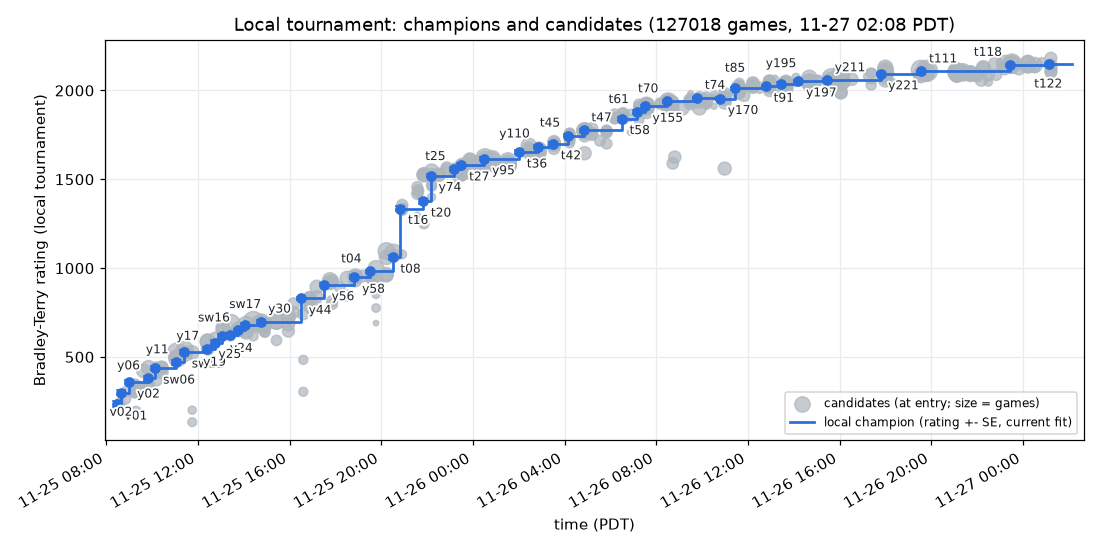 Local tournament: champions and candidates (127018 games, 11-27 02:08 PDT)
Bradley-Terry rating (local tournament)
2000
1500
1000
500
v02
y06
y02
y11
sw06
y17
y19
sw16
y25
sw17
y30
y44
y56
t04
y58
t08
t16
t20
t25
y74
t27
y95
y110
t36
t45
t42
t47
t61
t58
t70
y155
t74
y170
t85
t91
y195
y197
y211
y221
t111
t118
t122
candidates (at entry; size = games)
local champion (rating +- SE, current fit)
11-25 08:00
11-25 12:00
11-25 16:00
11-25 20:00
11-26 00:00
11-26 04:00
11-26 08:00
11-26 12:00
11-26 16:00
11-26 20:00
11-27 00:00
time (PDT)